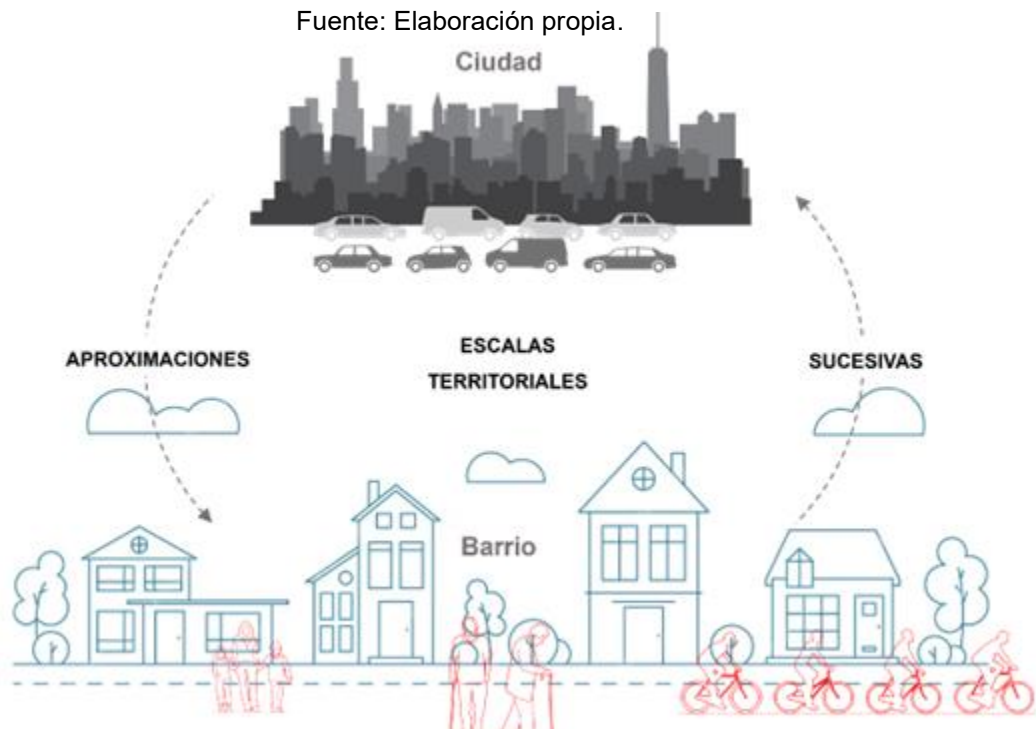 Fuente: Elaboración propia.
Ciudad
APROXIMACIONES
ESCALAS
TERRITORIALES
SUCESIVAS
Barrio